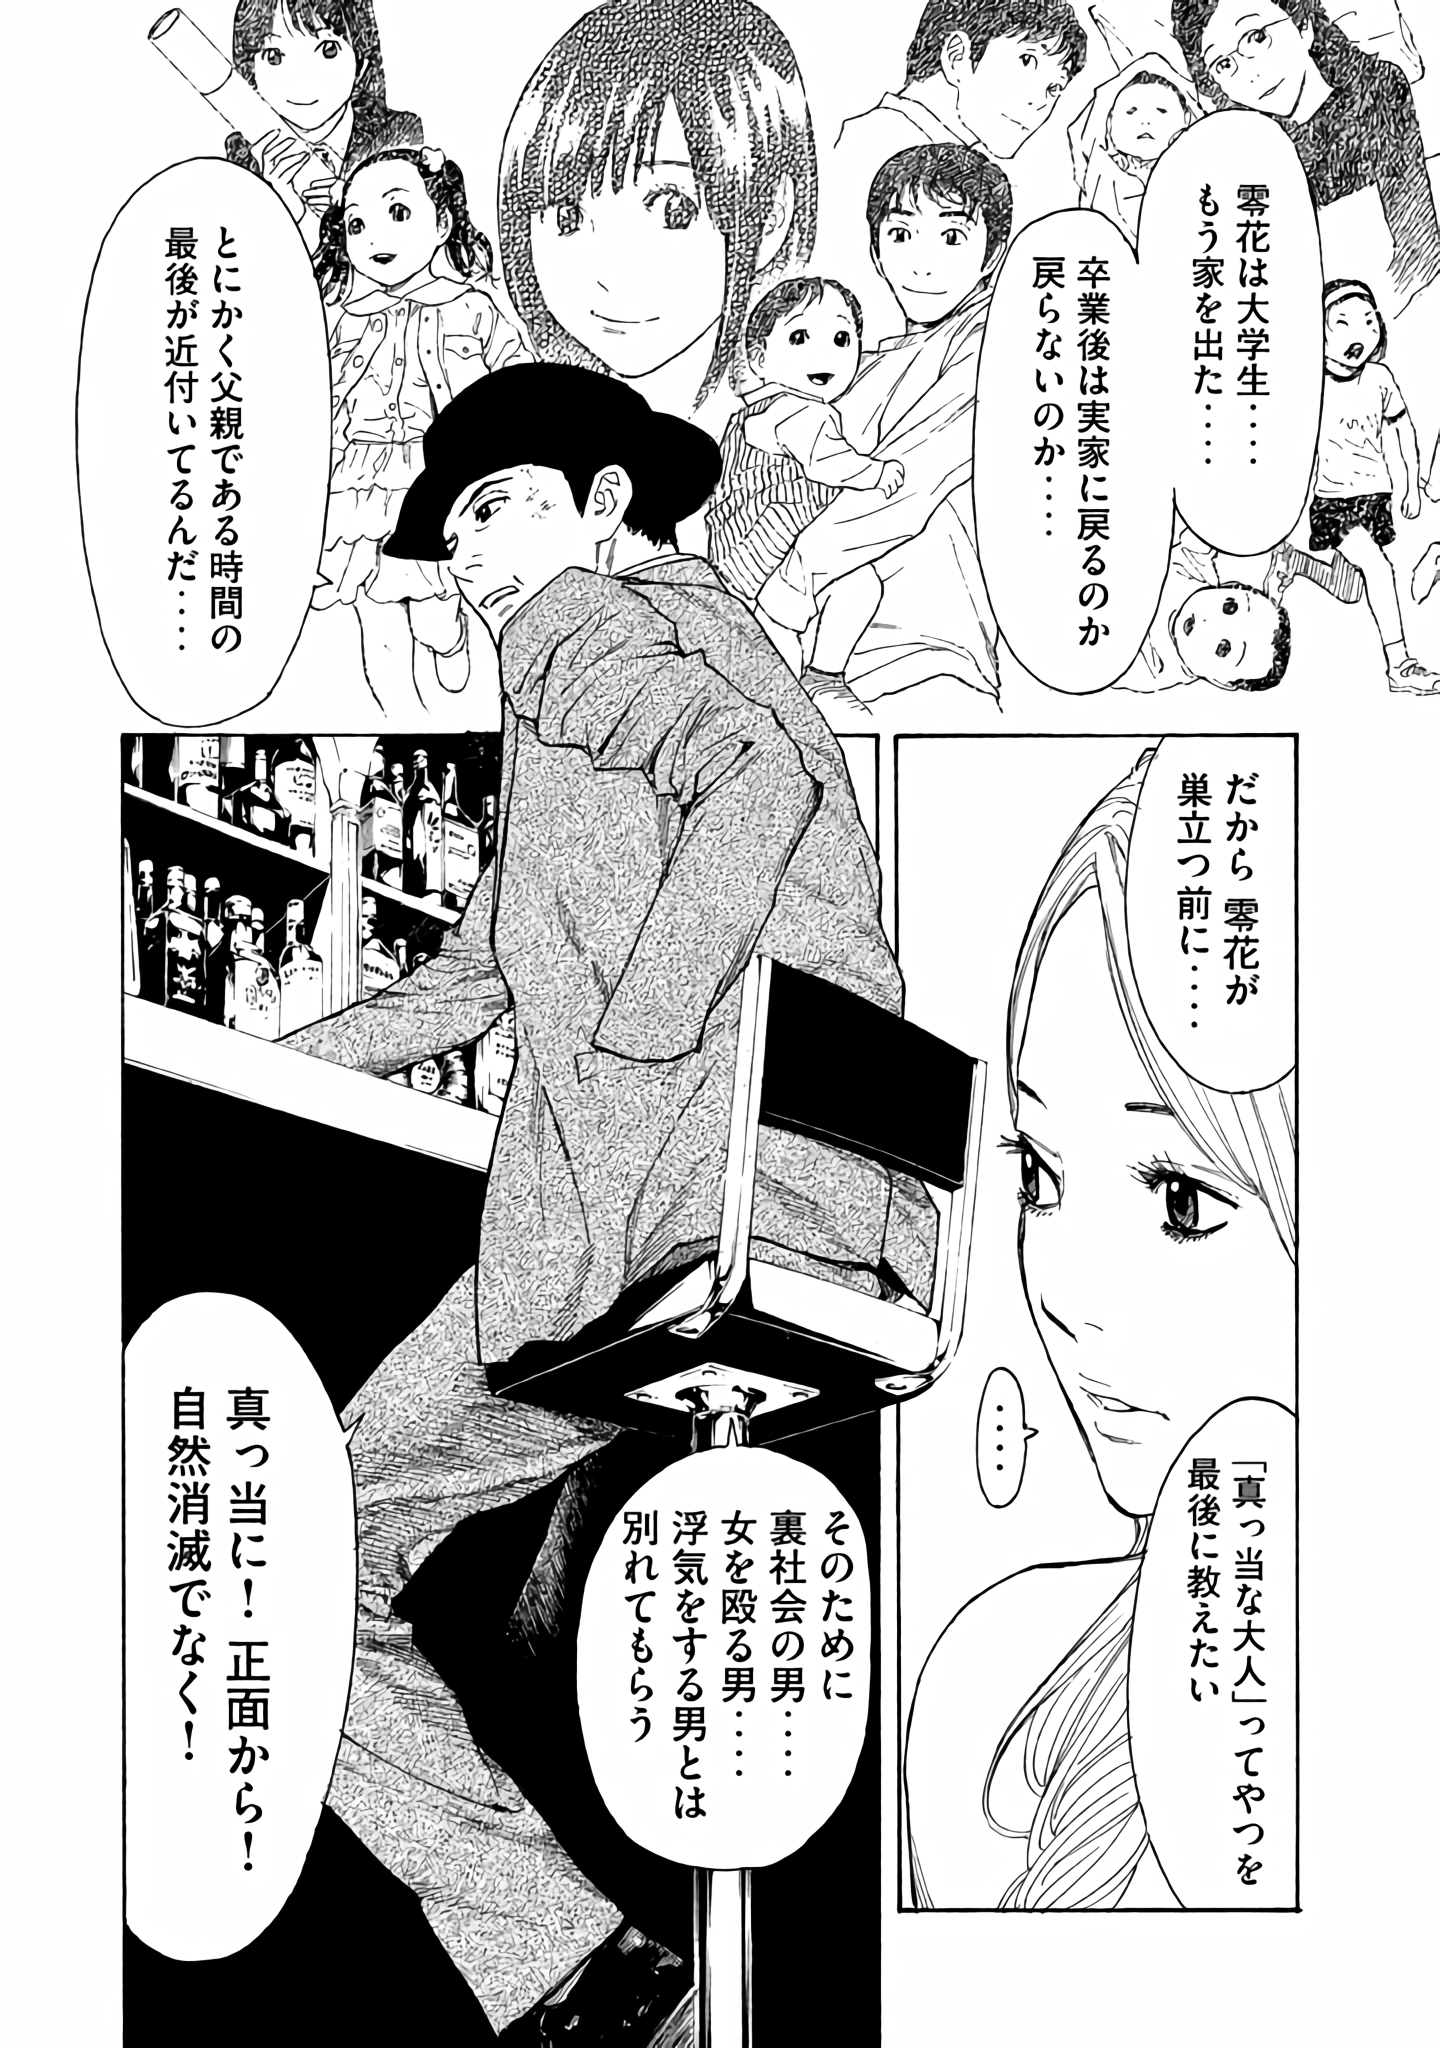 零花は大学生‥‥
もう家を出た‥‥
卒業後は実家に戻るのか
戻らないのか‥‥
とにかく父親である時間の
最後が近付いてるんだ‥‥
だから 零花が
巣立つ前に‥‥
「真っ当な大人」ってやつを
最後に教えたい
‥‥
そのために
裏社会の男‥‥
女を殴る男‥‥
浮気をする男とは
別れてもらう
真っ当に！ 正面から！
自然消滅でなく！